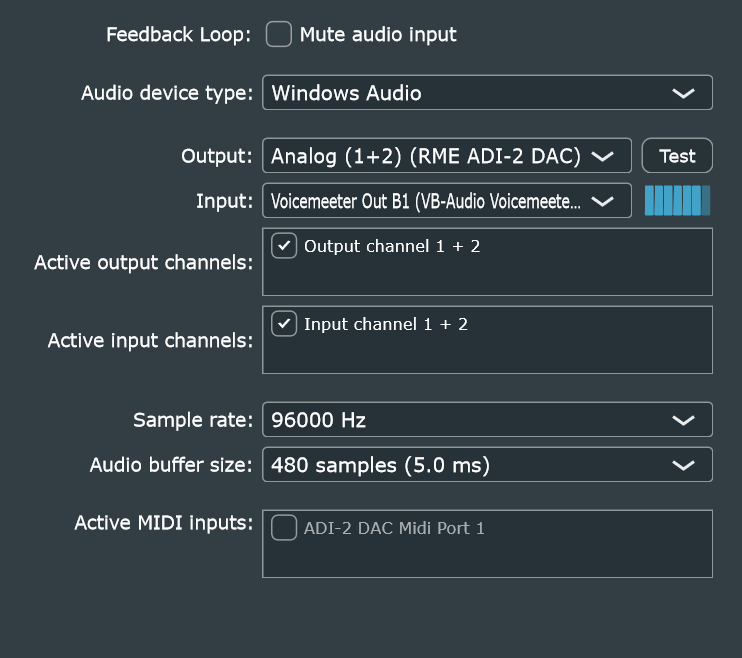 Feedback Loop: Mute audio input
Audio device type: Windows Audio
Output: Analog (1+2) (RME ADI-2 DAC) Test
Input: Voicemeeter Out B1 (VB-Audio Voicemeete...
Active output channels: Output channel 1 + 2
Active input channels: Input channel 1 + 2
Sample rate: 96000 Hz
Audio buffer size: 480 samples (5.0 ms)
Active MIDI inputs: ADI-2 DAC Midi Port 1